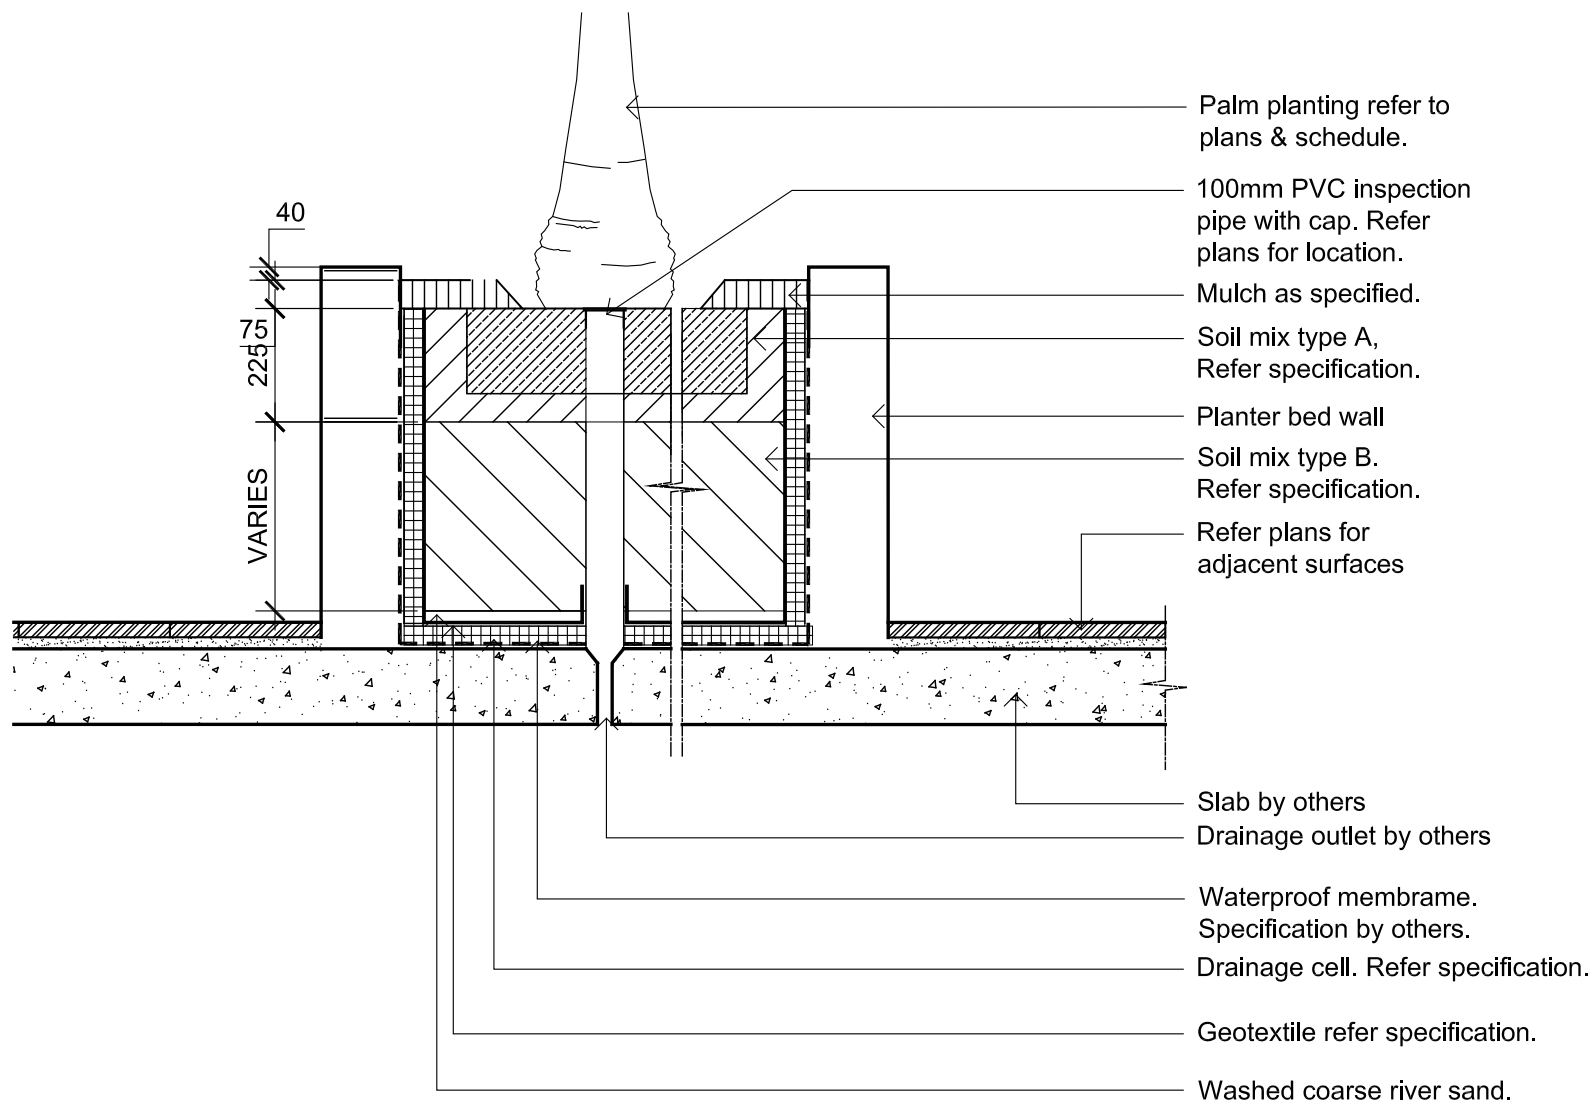 Palm planting refer to
plans & schedule.
100mm PVC inspection
pipe with cap. Refer
plans for location.
Mulch as specified.
Soil mix type A,
Refer specification.
Planter bed wall
Soil mix type B.
Refer specification.
Refer plans for
adjacent surfaces
Slab by others
Drainage outlet by others
Waterproof membrame.
Specification by others.
Drainage cell. Refer specification.
Geotextile refer specification.
Washed coarse river sand.
40
75
225
VARIES